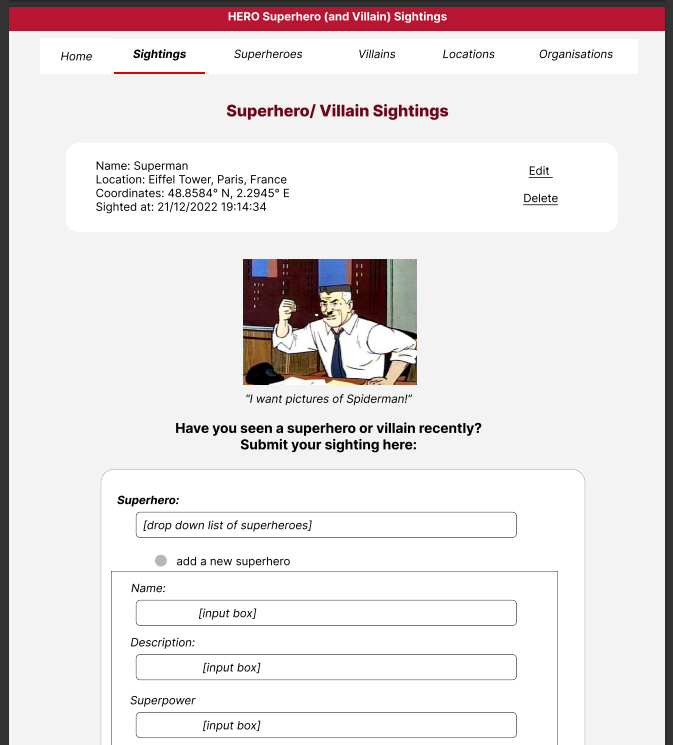 HERO Superhero (and Villain) Sightings
Home Sightings Superheroes Villains Locations Organisations
Superhero/ Villain Sightings
Name: Superman
Location: Eiffel Tower, Paris, France
Coordinates: 48.8584° N, 2.2945° E
Sighted at: 21/12/2022 19:14:34
Edit
Delete
“I want pictures of Spiderman!”
Have you seen a superhero or villain recently?
Submit your sighting here:
Superhero:
[drop down list of superheroes]
add a new superhero
Name:
[input box]
Description:
[input box]
Superpower
[input box]